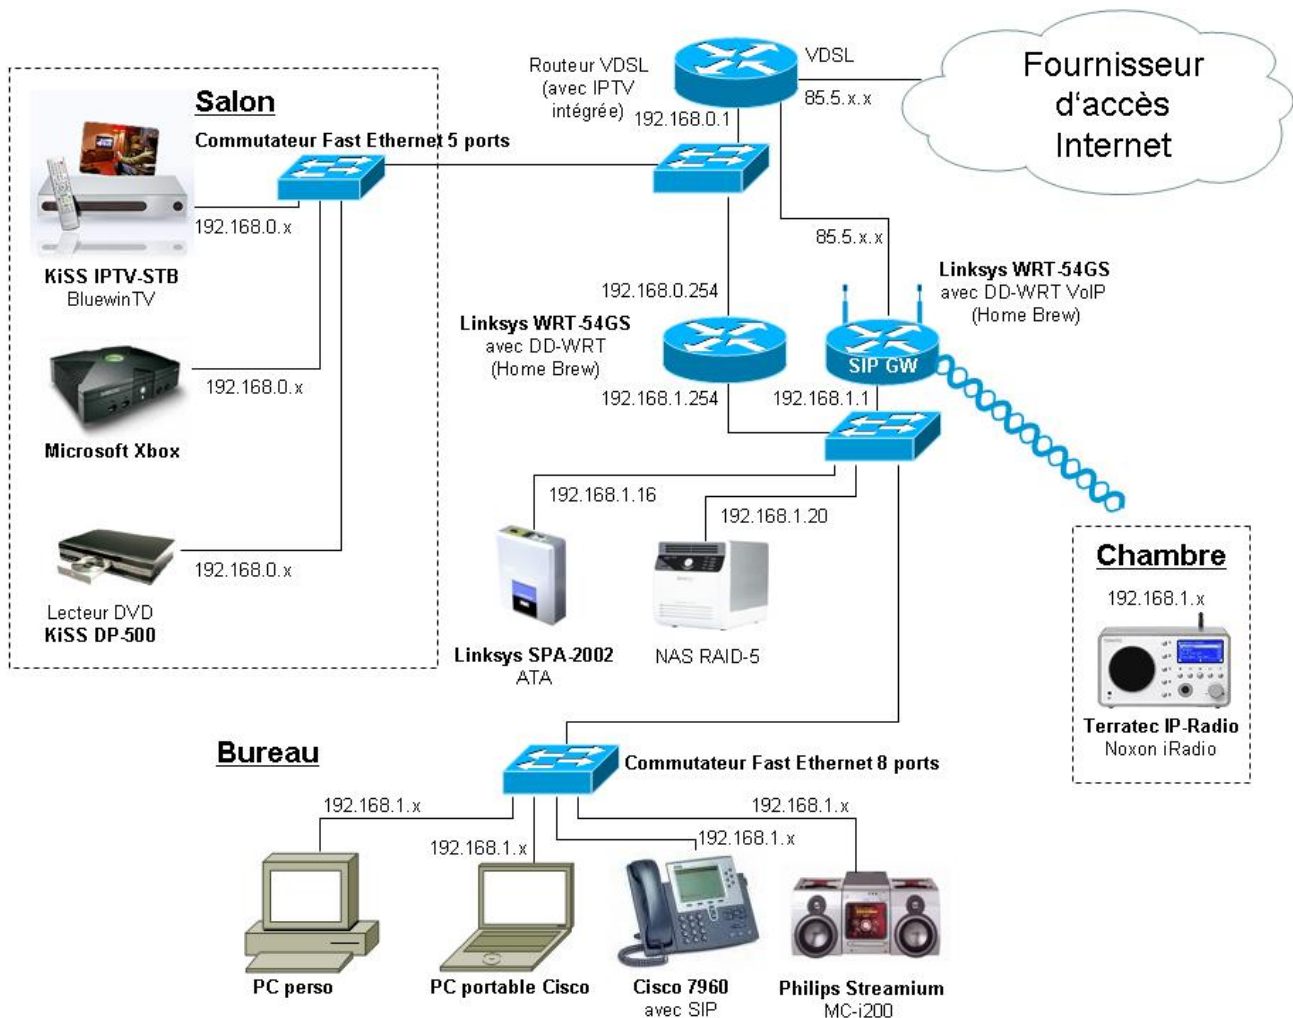 Fournisseur
d'accès
Internet
VDSL
85.5.x.x
Routeur VDSL
(avec IPTV
intégrée)
192.168.0.1
Salon
Commutateur Fast Ethernet 5 ports
192.168.0.x
KiSS IPTV-STB
BluewinTV
192.168.0.x
Microsoft Xbox
192.168.0.x
Lecteur DVD
KiSS DP-500
85.5.x.x
192.168.0.254
Linksys WRT-54GS
avec DD-WRT
(Home Brew)
192.168.1.254
Linksys WRT-54GS
avec DD-WRT VoIP
(Home Brew)
SIP GW
192.168.1.1
192.168.1.16
192.168.1.20
Linksys SPA-2002
ATA
NAS RAID-5
Chambre
192.168.1.x
Terratec IP-Radio
Noxon iRadio
Bureau
Commutateur Fast Ethernet 8 ports
192.168.1.x
192.168.1.x
192.168.1.x
192.168.1.x
PC perso
PC portable Cisco
Cisco 7960
avec SIP
Philips Streamium
MC-i200